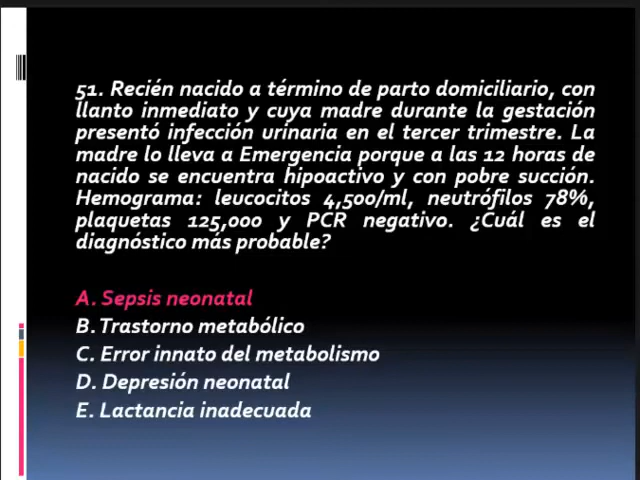 51. Recién nacido a término de parto domiciliario, con
llanto inmediato y cuya madre durante la gestación
presentó infección urinaria en el tercer trimestre. La
madre lo lleva a Emergencia porque a las 12 horas de
nacido se encuentra hipoactivo y con pobre succión.
Hemograma: leucocitos 4,500/ml, neutrófilos 78%,
plaquetas 125,000 y PCR negativo. ¿Cuál es el
diagnóstico más probable?
A. Sepsis neonatal
B. Trastorno metabólico
C. Error innato del metabolismo
D. Depresión neonatal
E. Lactancia inadecuada